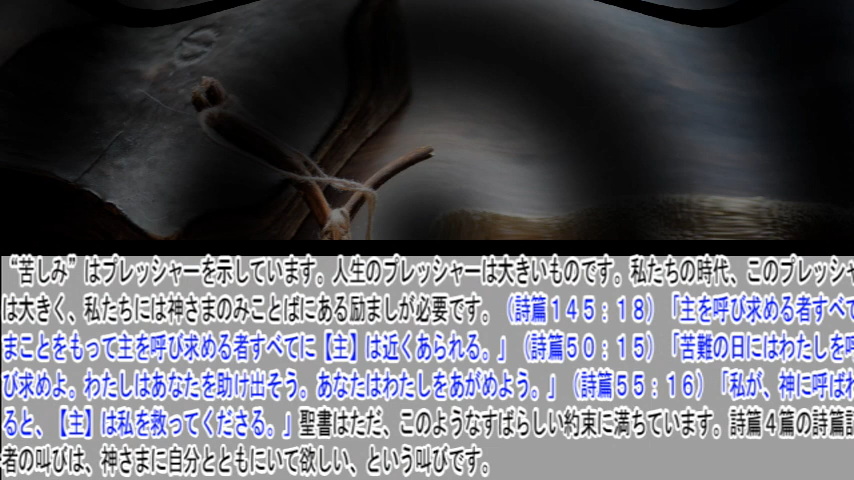 “苦しみ”はプレッシャーを示しています。人生のプレッシャーは大きいものです。私たちの時代、このプレッシャ
は大きく、私たちには神さまのみことばにある励ましが必要です。（詩篇１４５：１８）「主を呼び求める者すべて
まことをもって主を呼び求める者すべてに【主】は近くあられる。」（詩篇５０：１５）「苦難の日にはわたしを呼
び求めよ。わたしはあなたを助け出そう。あなたはわたしをあがめよう。」（詩篇５５：１６）「私が、神に呼ばわ
ると、【主】は私を救ってくださる。」聖書はただ、このようなすばらしい約束に満ちています。詩篇４篇の詩篇記
者の叫びは、神さまに自分とともにいて欲しい、という叫びです。